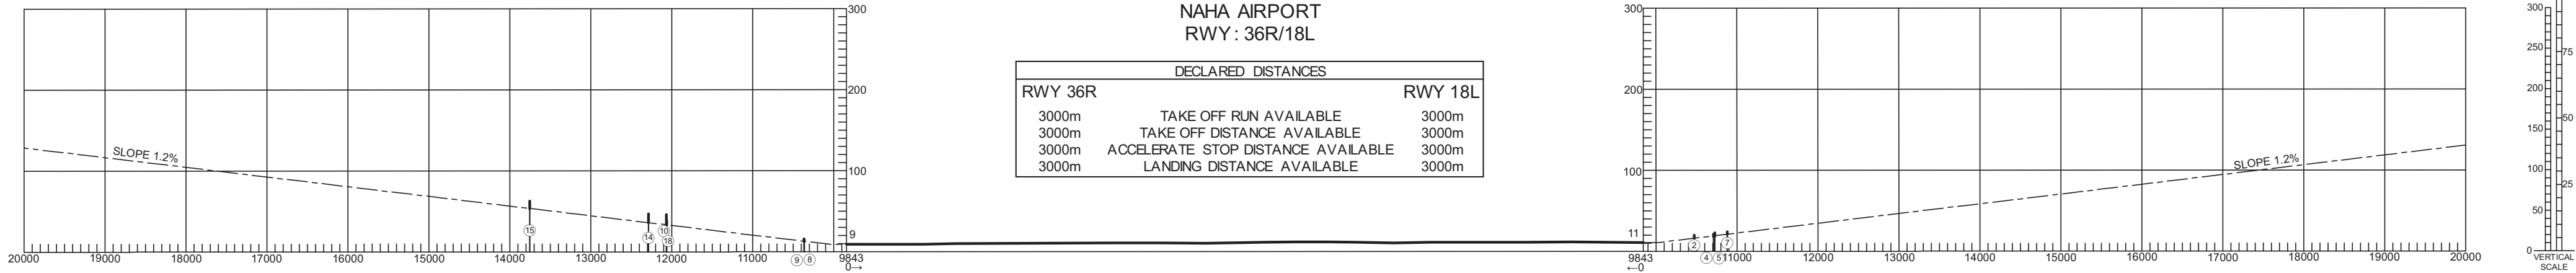 NAHA AIRPORT
RWY: 36R/18L
DECLARED DISTANCES
RWY 36R RWY 18L
3000m TAKE OFF RUN AVAILABLE 3000m
3000m TAKE OFF DISTANCE AVAILABLE 3000m
3000m ACCELERATE STOP DISTANCE AVAILABLE 3000m
3000m LANDING DISTANCE AVAILABLE 3000m
300
200
100
9
SLOPE 1.2%
15
14
10
18
9 8
20000 19000 18000 17000 16000 15000 14000 13000 12000 11000 9843
0→
300
200
100
11
SLOPE 1.2%
2
4
5
7
9843 11000 12000 13000 14000 15000 16000 17000 18000 19000 20000
←0
300
250
75
200
150
50
100
25
50
0
VERTICAL
SCALE